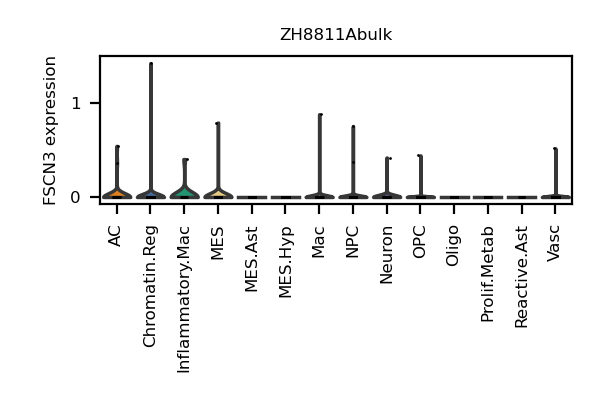 ZH8811Abulk
FSCN3 expression
1
0
AC
Chromatin.Reg
Inflammatory.Mac
MES
MES.Ast
MES.Hyp
Mac
NPC
Neuron
OPC
Oligo
Prolif.Metab
Reactive.Ast
Vasc